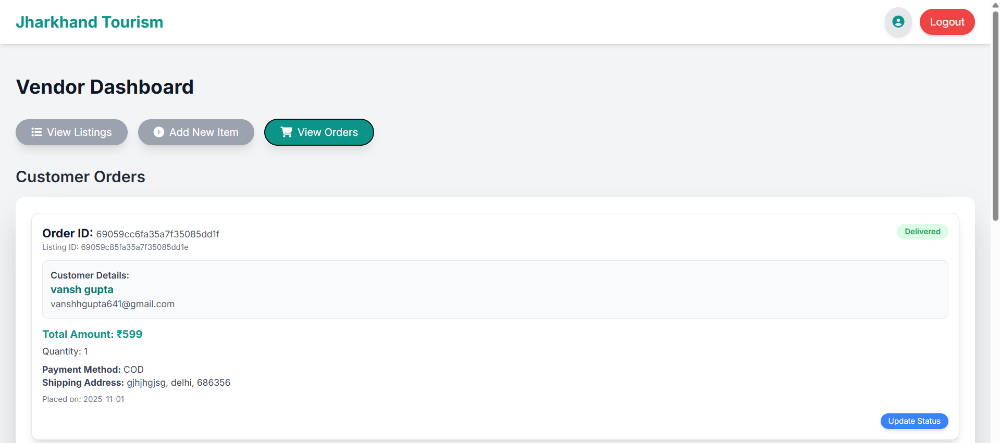 Jharkhand Tourism
Logout
Vendor Dashboard
View Listings
Add New Item
View Orders
Customer Orders
Order ID: 69059cc6fa35a7f35085dd1f
Delivered
Listing ID: 69059c85fa35a7f35085dd1e
Customer Details:
vansh gupta
vanshhgupta641@gmail.com
Total Amount: ₹599
Quantity: 1
Payment Method: COD
Shipping Address: gjhjhgjsg, delhi, 686356
Placed on: 2025-11-01
Update Status